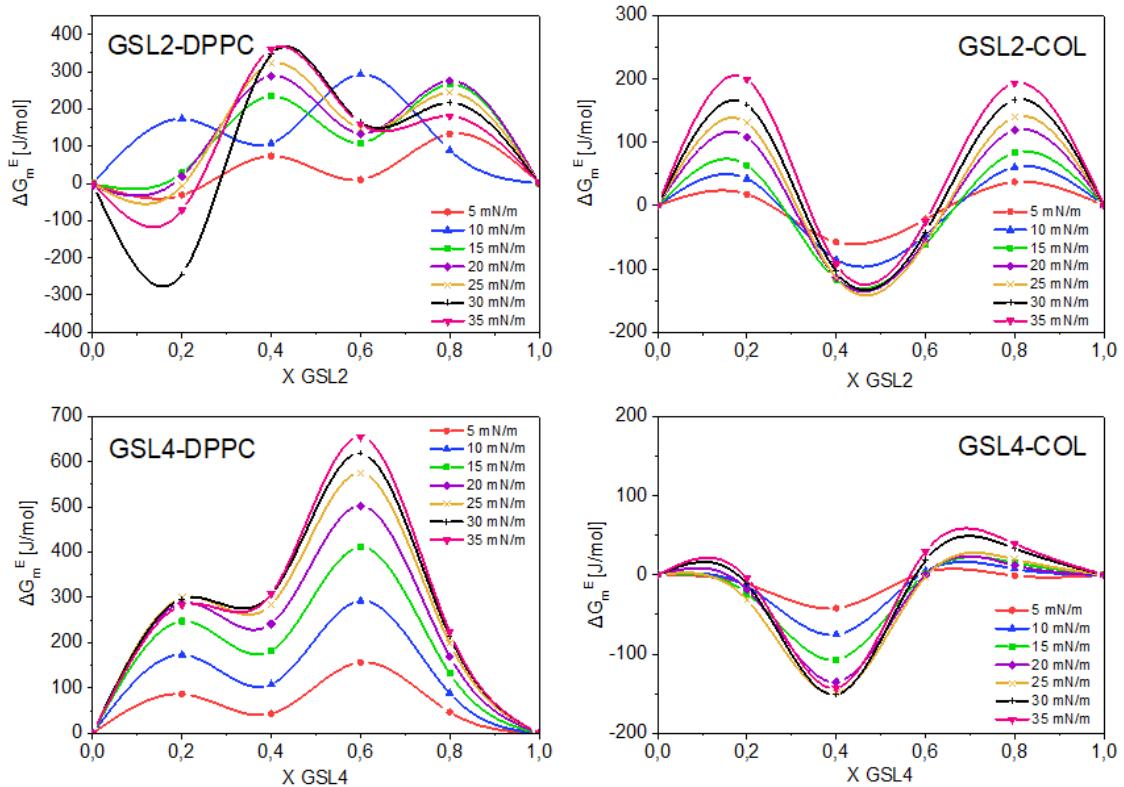 GSL2-DPPC
ΔGₘᴱ [J/mol]
400
300
200
100
0
-100
-200
-300
-400
5 mN/m
10 mN/m
15 mN/m
20 mN/m
25 mN/m
30 mN/m
35 mN/m
0,0 0,2 0,4 0,6 0,8 1,0
X GSL2
GSL2-COL
ΔGₘᴱ [J/mol]
300
200
100
0
-100
-200
5 mN/m
10 mN/m
15 mN/m
20 mN/m
25 mN/m
30 mN/m
35 mN/m
0,0 0,2 0,4 0,6 0,8 1,0
X GSL2
GSL4-DPPC
ΔGₘᴱ [J/mol]
700
600
500
400
300
200
100
0
5 mN/m
10 mN/m
15 mN/m
20 mN/m
25 mN/m
30 mN/m
35 mN/m
0,0 0,2 0,4 0,6 0,8 1,0
X GSL4
GSL4-COL
ΔGₘᴱ [J/mol]
200
100
0
-100
-200
5 mN/m
10 mN/m
15 mN/m
20 mN/m
25 mN/m
30 mN/m
35 mN/m
0,0 0,2 0,4 0,6 0,8 1,0
X GSL4